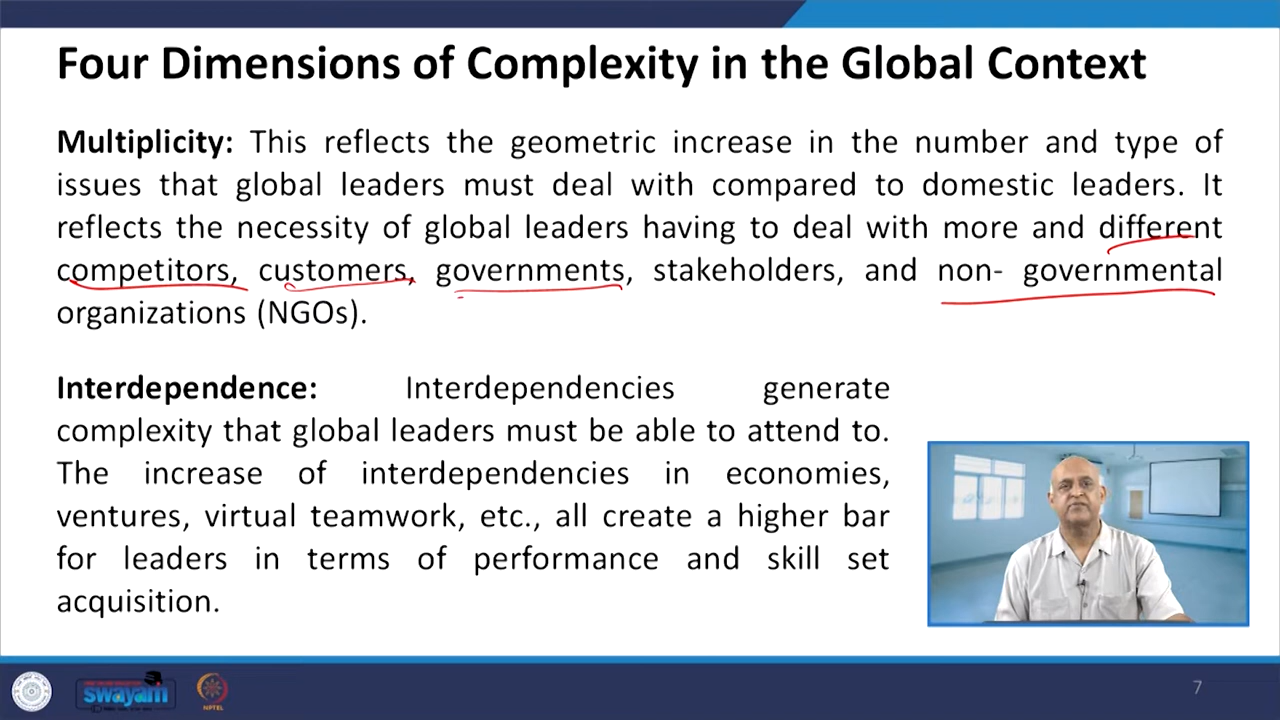 Four Dimensions of Complexity in the Global Context
Multiplicity: This reflects the geometric increase in the number and type of
issues that global leaders must deal with compared to domestic leaders. It
reflects the necessity of global leaders having to deal with more and different
competitors, customers, governments, stakeholders, and non- governmental
organizations (NGOs).
Interdependence: Interdependencies generate
complexity that global leaders must be able to attend to.
The increase of interdependencies in economies,
ventures, virtual teamwork, etc., all create a higher bar
for leaders in terms of performance and skill set
acquisition.
swayam
NPTEL
7